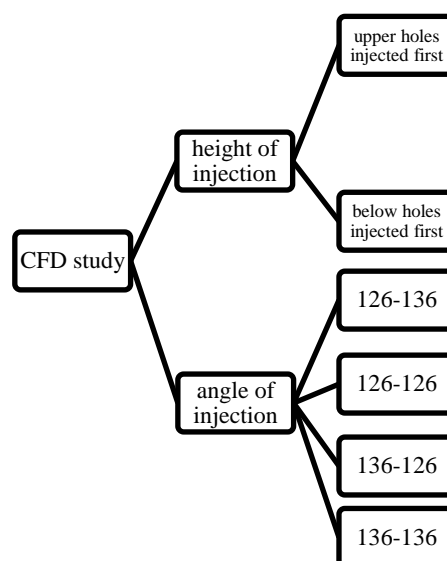 upper holes
injected first
height of
injection
below holes
injected first
CFD study
126-136
126-126
angle of
injection
136-126
136-136